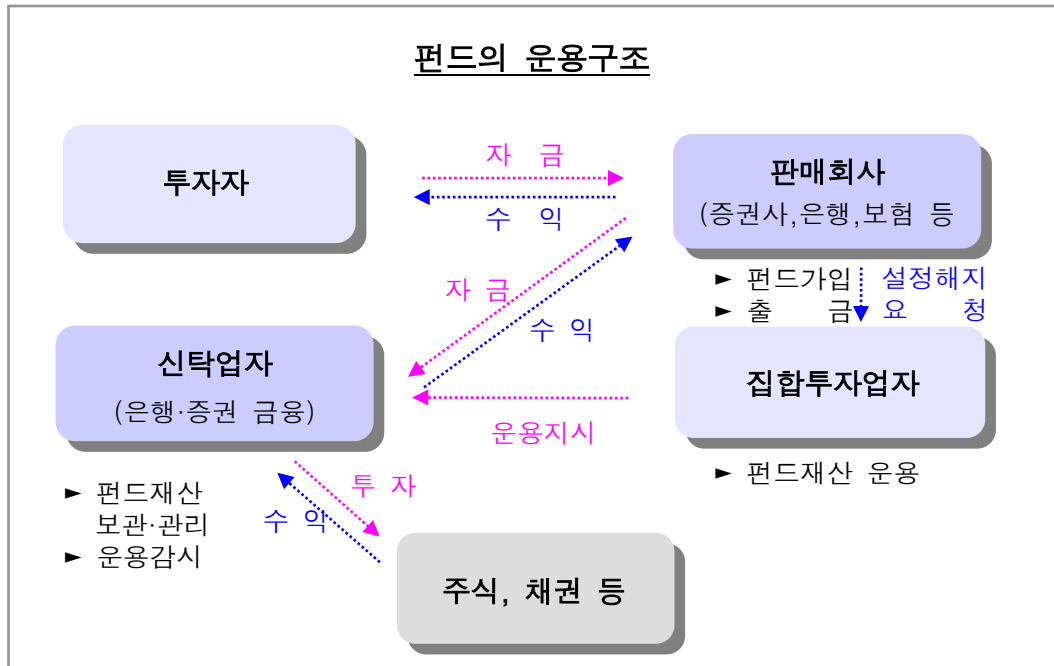 펀드의 운용구조
투자자
자 금
수 익
판매회사
(증권사,은행,보험 등
► 펀드가입
► 출 금
설정해지
요 청
자 금
수 익
신탁업자
(은행·증권 금융)
집합투자업자
운용지시
► 펀드재산 운용
► 펀드재산
보관·관리
► 운용감시
투 자
수 익
주식, 채권 등